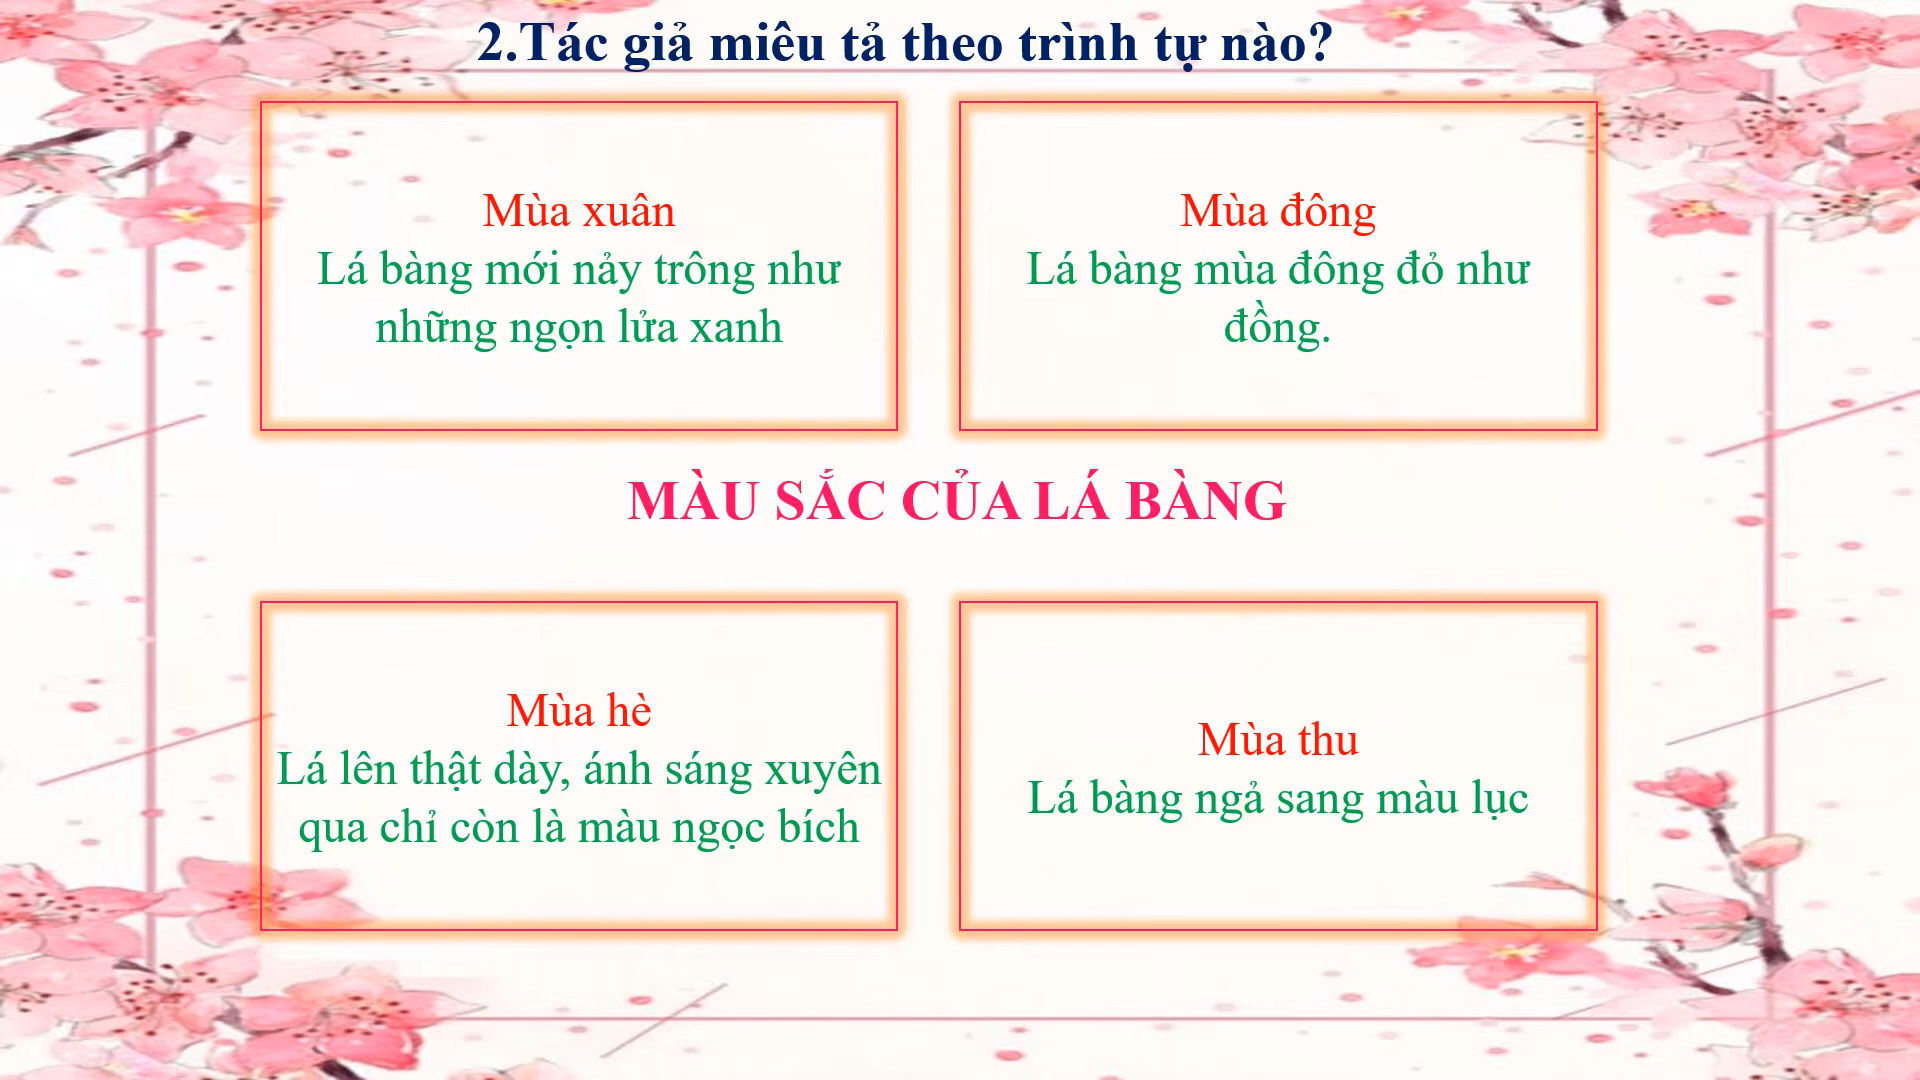 2.Tác giả miêu tả theo trình tự nào?
Mùa xuân
Lá bàng mới nảy trông như
những ngọn lửa xanh
Mùa đông
Lá bàng mùa đông đỏ như
đồng.
MÀU SẮC CỦA LÁ BÀNG
Mùa hè
Lá lên thật dày, ánh sáng xuyên
qua chỉ còn là màu ngọc bích
Mùa thu
Lá bàng ngả sang màu lục